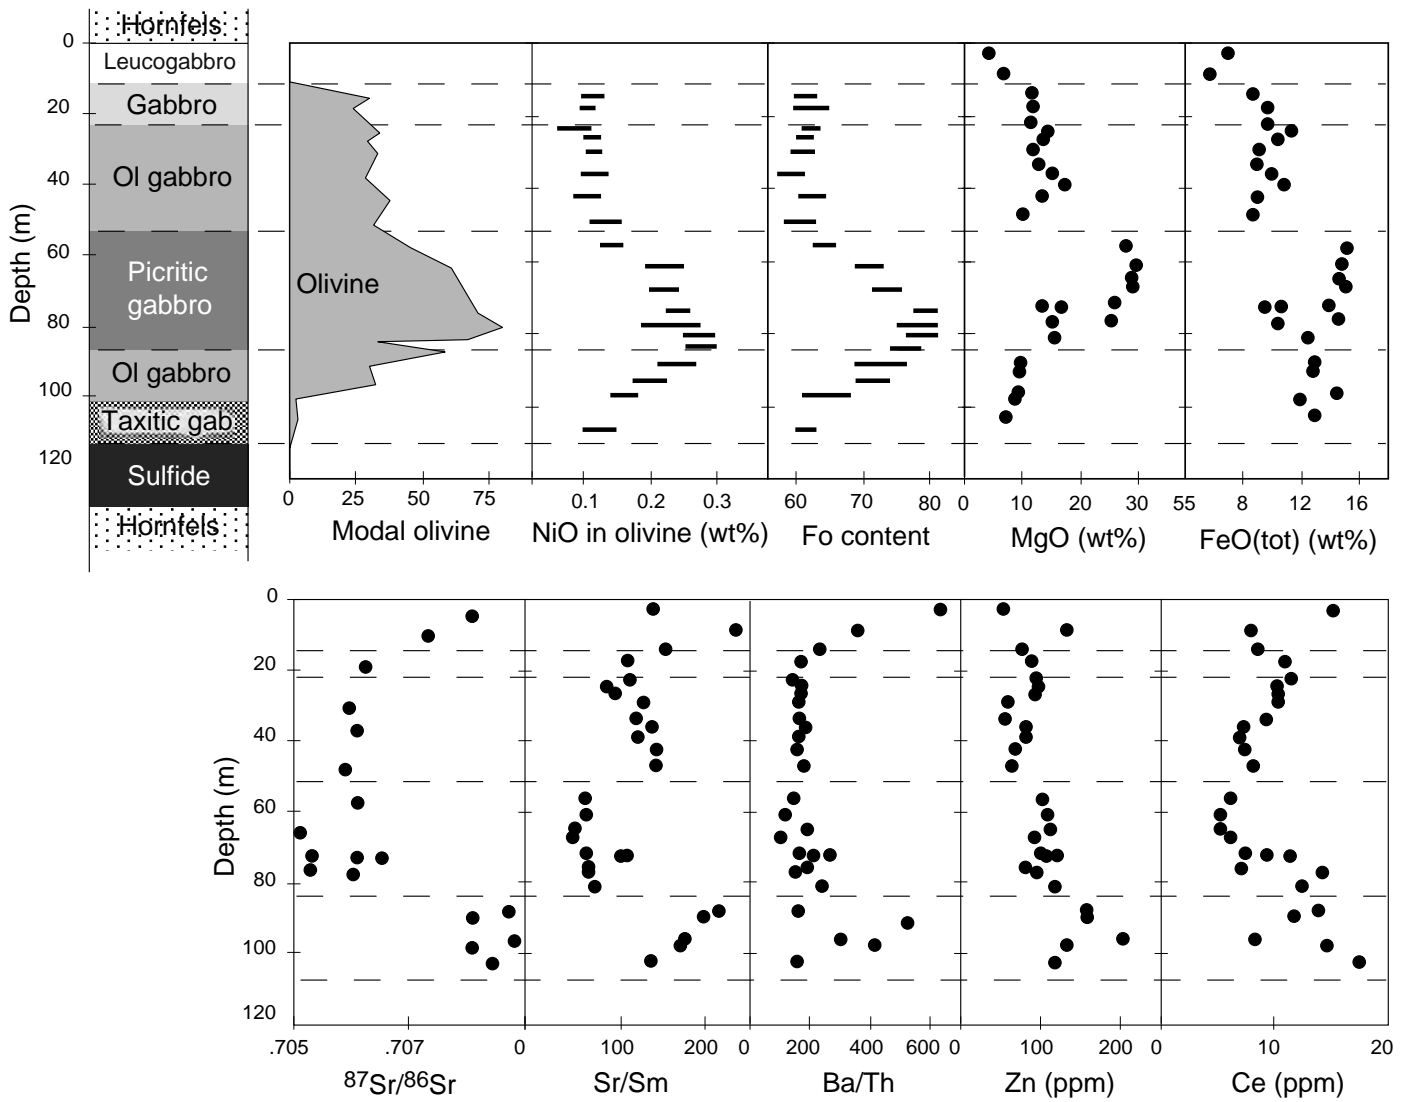 Hornfels
0
Leucogabbro
Gabbro
20
Ol gabbro
40
Depth (m)
60
Picritic
gabbro
Olivine
80
Ol gabbro
100
Taxitic gab
120
Sulfide
Hornfels
0 25 50 75 0.1 0.2 0.3 60 70 80 0 10 20 30 55 8 12 16
Modal olivine NiO in olivine (wt%) Fo content MgO (wt%) FeO(tot) (wt%)
0
20
40
Depth (m)
60
80
100
120
.705 .707 0 100 200 0 200 400 600 0 100 200 0 10 20
87Sr/86Sr Sr/Sm Ba/Th Zn (ppm) Ce (ppm)